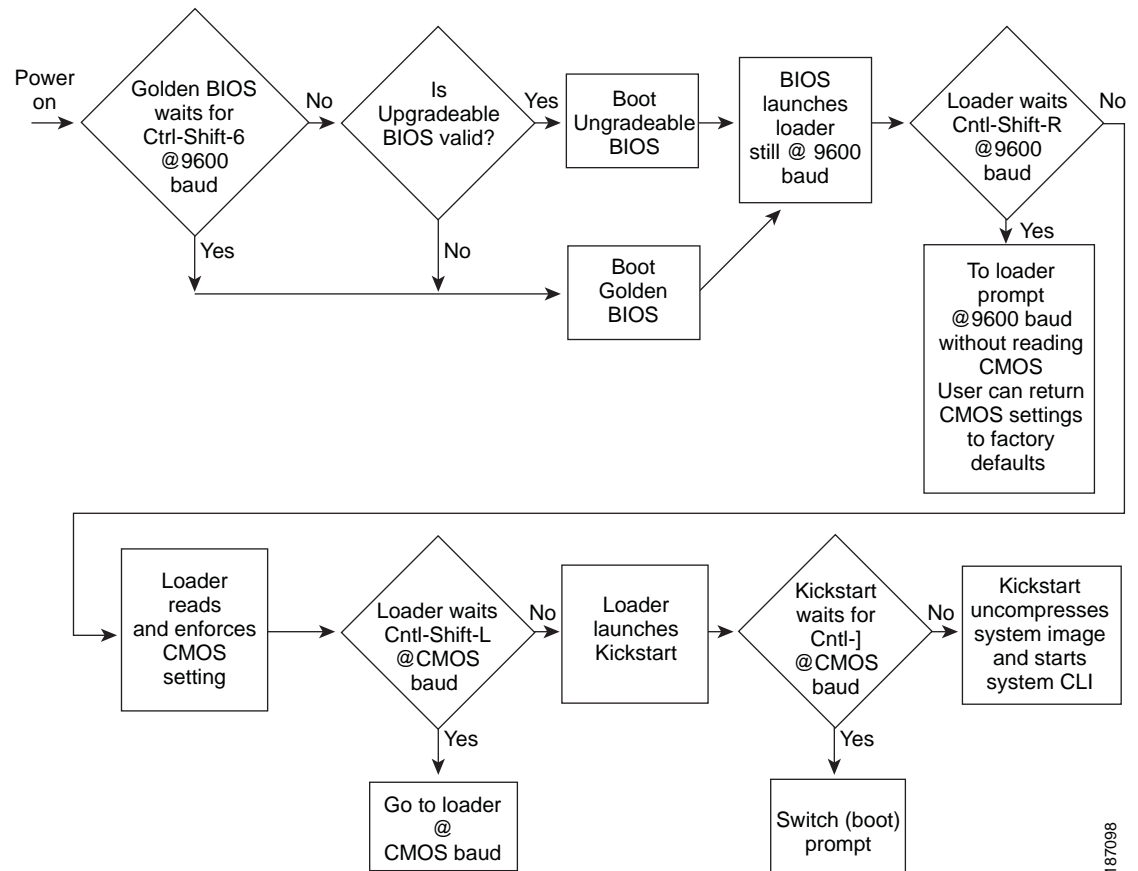 Power
on
Golden BIOS
waits for
Ctrl-Shift-6
@9600
baud
No
Yes
Is
Upgradeable
BIOS valid?
Yes
No
Boot
Ungradeable
BIOS
Boot
Golden
BIOS
BIOS
launches
loader
still @ 9600
baud
Loader waits
Cntl-Shift-R
@9600
baud
No
Yes
To loader
prompt
@9600 baud
without reading
CMOS
User can return
CMOS settings
to factory
defaults
Loader
reads
and enforces
CMOS
setting
Loader waits
Cntl-Shift-L
@CMOS
baud
No
Yes
Go to loader
@
CMOS baud
Loader
launches
Kickstart
Kickstart
waits for
Cntl-]
@CMOS
baud
No
Yes
Switch (boot)
prompt
Kickstart
uncompresses
system image
and starts
system CLI
187098